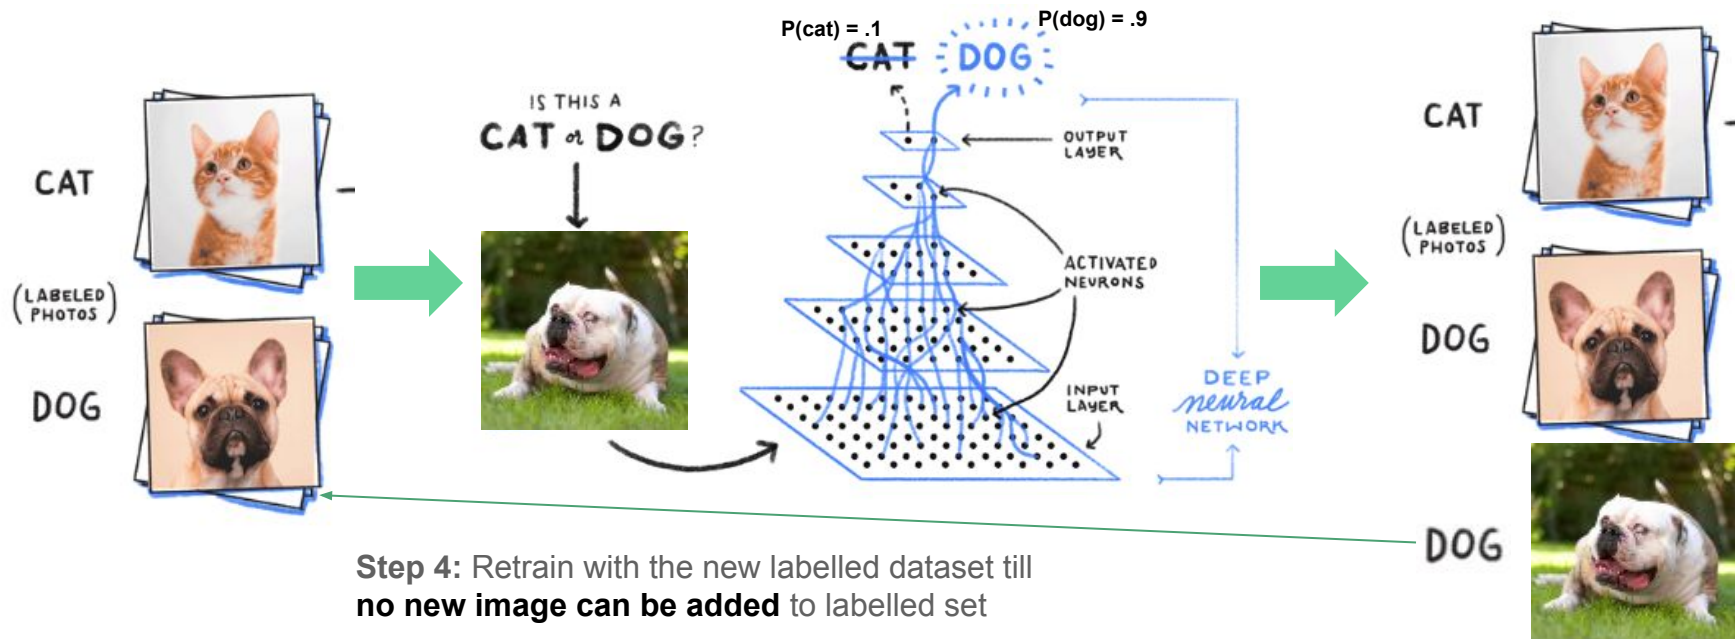 CAT
(LABELED
PHOTOS)
DOG
IS THIS A
CAT or DOG?
P(cat) = .1
P(dog) = .9
CAT
DOG
OUTPUT
LAYER
ACTIVATED
NEURONS
INPUT
LAYER
DEEP
neural
NETWORK
CAT
(LABELED
PHOTOS)
DOG
DOG
Step 4: Retrain with the new labelled dataset till
no new image can be added to labelled set